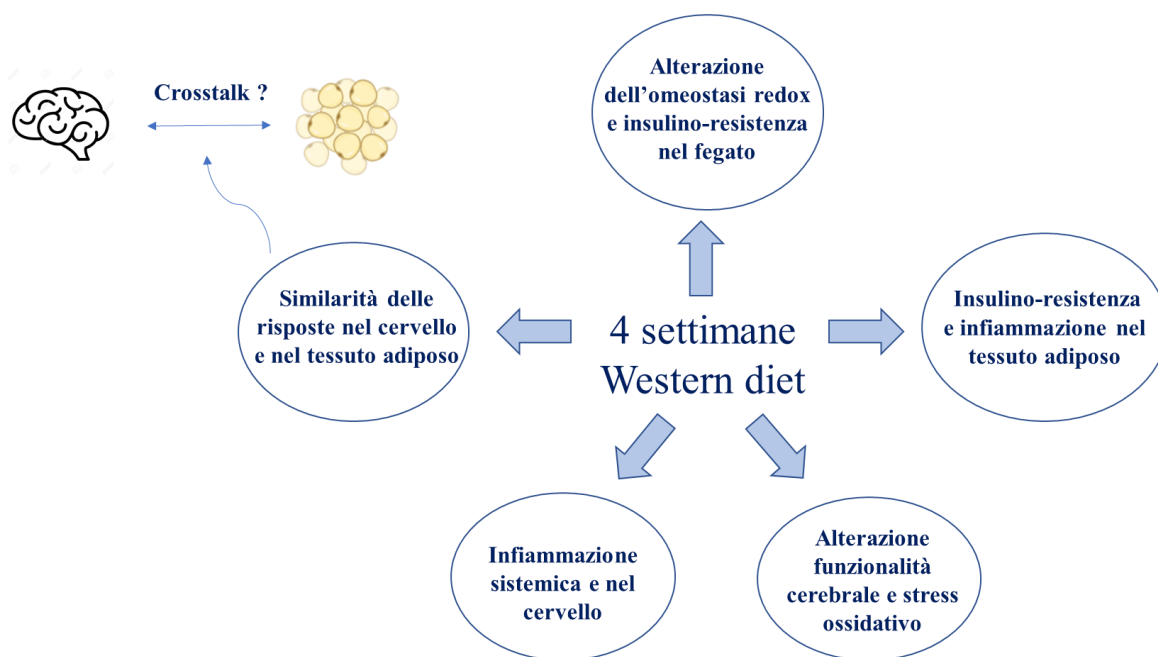 Crosstalk ?
Alterazione
dell’omeostasi redox
e insulino-resistenza
nel fegato
Similarità delle
risposte nel cervello
e nel tessuto adiposo
4 settimane
Western diet
Insulino-resistenza
e infiammazione nel
tessuto adiposo
Infiammazione
sistemica e nel
cervello
Alterazione
funzionalità
cerebrale e stress
ossidativo